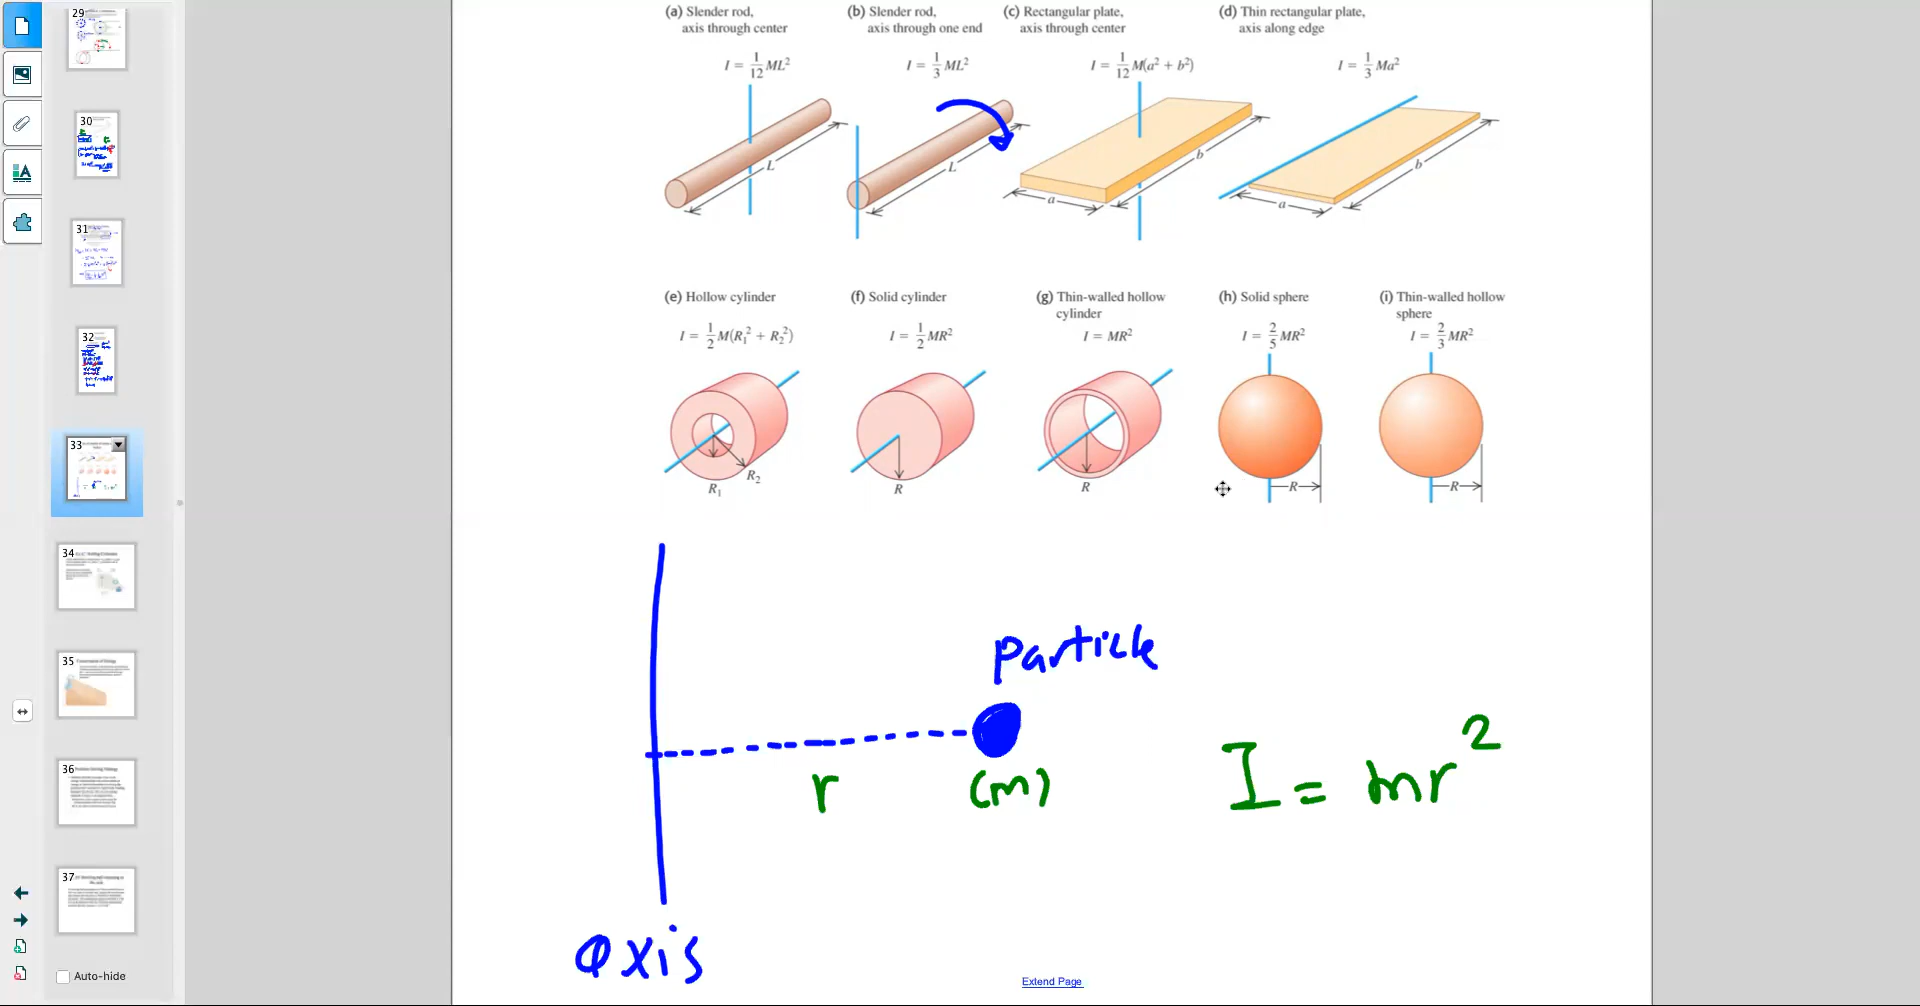 29
30
31
32
33
34
35
36
37
Auto-hide
(a) Slender rod,
axis through center
I = 1/12 ML²
L
(b) Slender rod,
axis through one end
I = 1/3 ML²
L
(c) Rectangular plate,
axis through center
I = 1/12 M(a² + b²)
a
b
(d) Thin rectangular plate,
axis along edge
I = 1/3 Ma²
a
b
(e) Hollow cylinder
I = 1/2 M(R₁² + R₂²)
R₁
R₂
(f) Solid cylinder
I = 1/2 MR²
R
(g) Thin-walled hollow
cylinder
I = MR²
R
(h) Solid sphere
I = 2/5 MR²
R
(i) Thin-walled hollow
sphere
I = 2/3 MR²
R
particle
r
(m)
I = mr²
axis
Extend Page